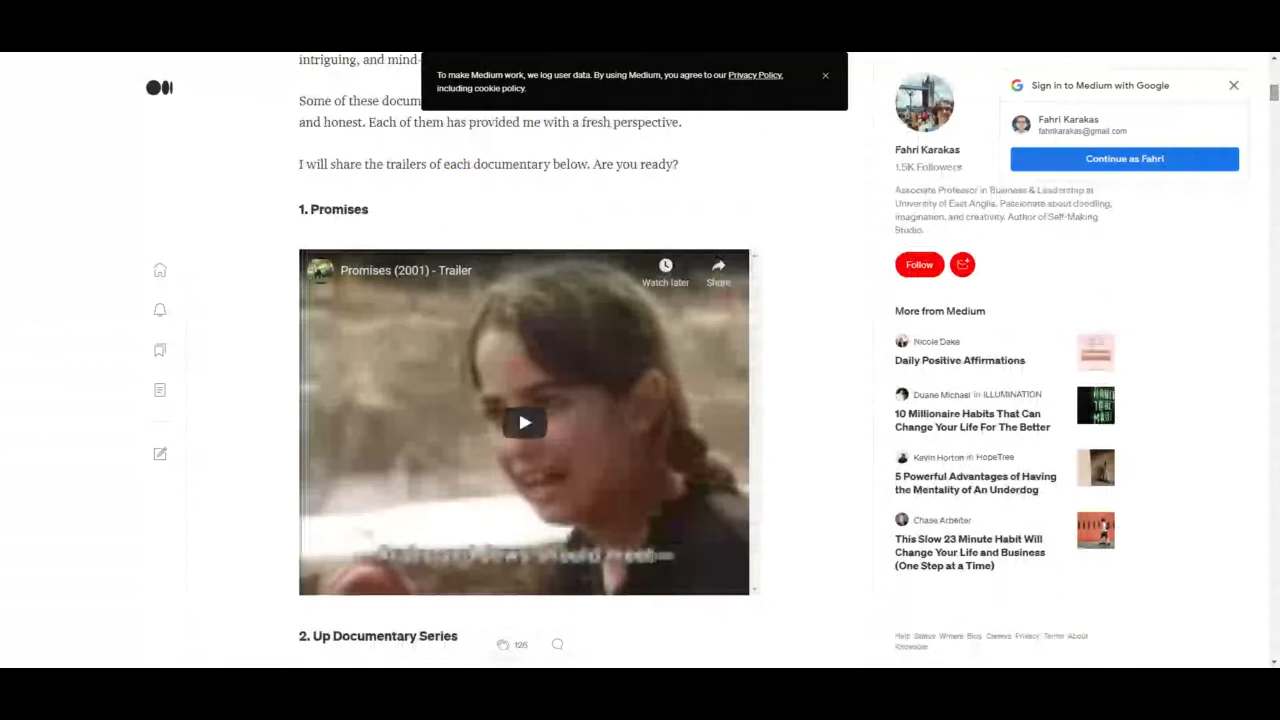 intriguing, and mind-
Some of these docum
and honest. Each of them has provided me with a fresh perspective.
I will share the trailers of each documentary below. Are you ready?
1. Promises
Promises (2001) - Trailer
Watch later
Share
2. Up Documentary Series
126
To make Medium work, we log user data. By using Medium, you agree to our Privacy Policy,
including cookie policy.
Sign in to Medium with Google
Fahri Karakas
fahrikarakas@gmail.com
Continue as Fahri
Fahri Karakas
1.5K Followers
Associate Professor in Business & Leadership at
University of East Anglia. Passionate about doodling,
imagination, and creativity. Author of Self-Making
Studio.
Follow
More from Medium
Nicole Dake
Daily Positive Affirmations
Duane Michael in ILLUMINATION
10 Millionaire Habits That Can
Change Your Life For The Better
Kevin Horton in HopeTree
5 Powerful Advantages of Having
the Mentality of An Underdog
Chase Arbeiter
This Slow 23 Minute Habit Will
Change Your Life and Business
(One Step at a Time)
Help Status Writers Blog Careers Privacy Terms About
Knowable